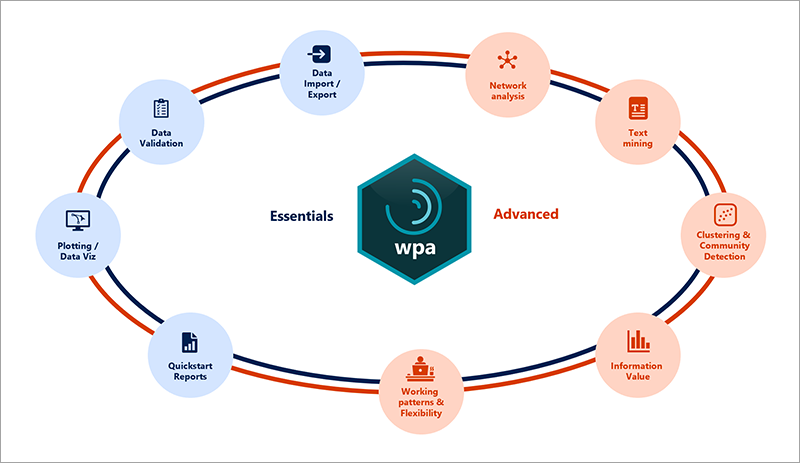 Data
Import /
Export
Network
analysis
Data
Validation
Text
mining
Essentials
wpa
Advanced
Plotting /
Data Viz
Clustering &
Community
Detection
Quickstart
Reports
Information
Value
Working
patterns &
Flexibility